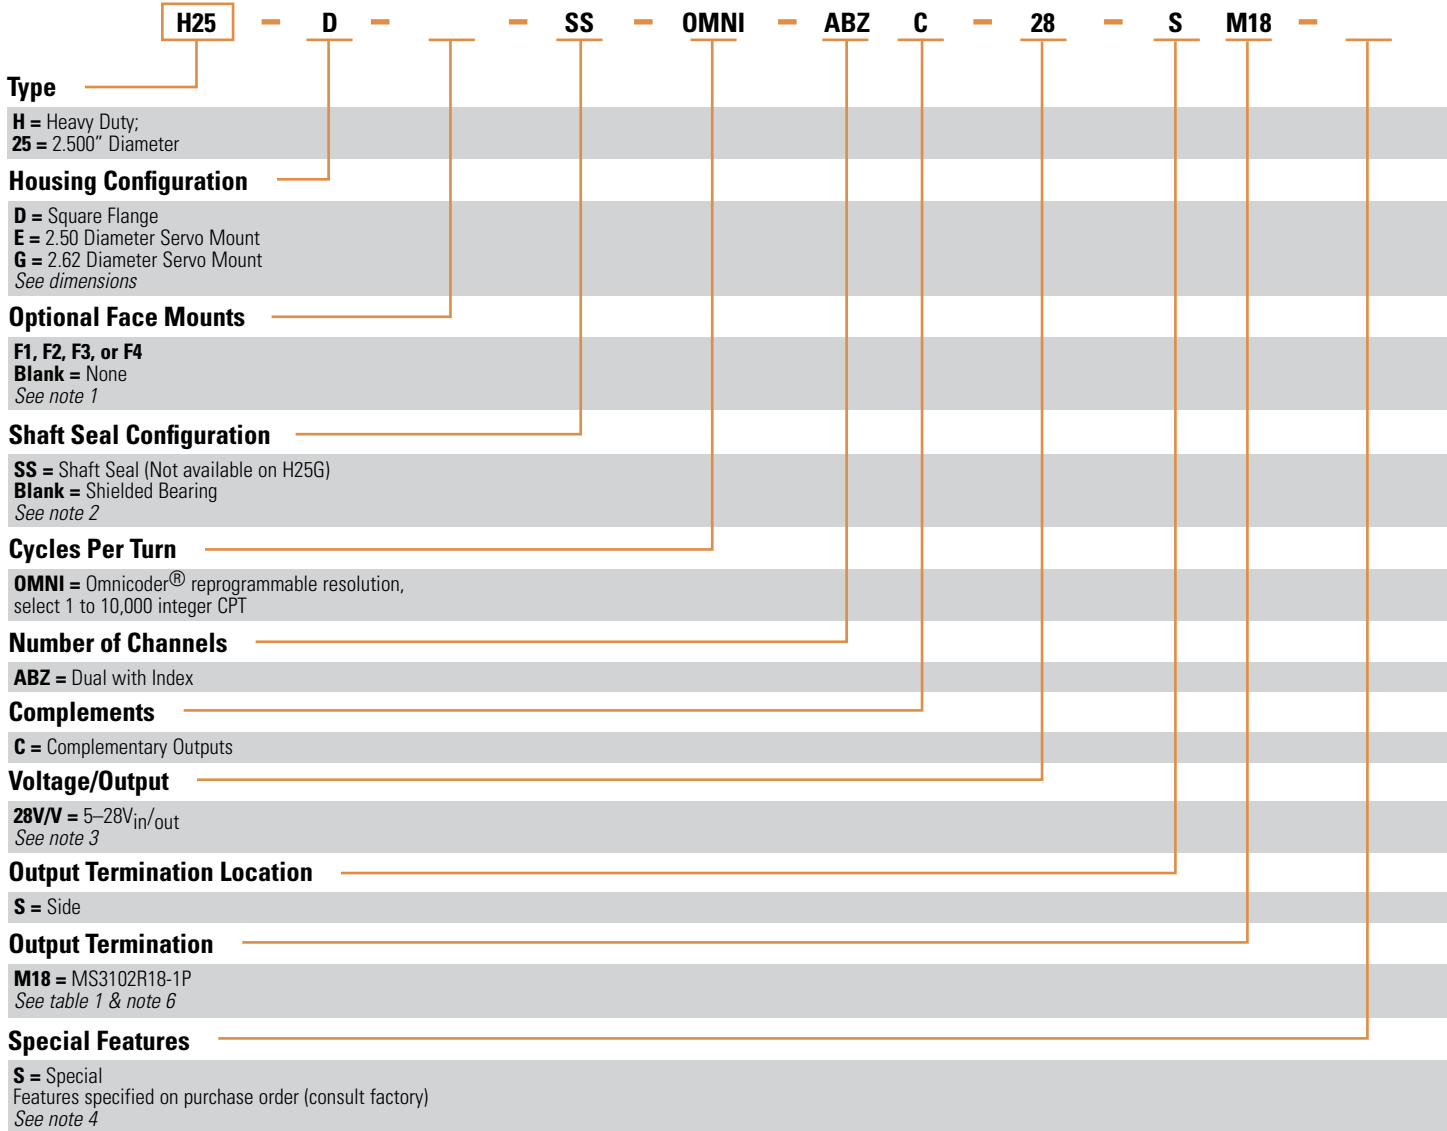 H25 – D – – SS – OMNI – ABZ C – 28 – S M18 –
Type
H = Heavy Duty;
25 = 2.500″ Diameter
Housing Configuration
D = Square Flange
E = 2.50 Diameter Servo Mount
G = 2.62 Diameter Servo Mount
See dimensions
Optional Face Mounts
F1, F2, F3, or F4
Blank = None
See note 1
Shaft Seal Configuration
SS = Shaft Seal (Not available on H25G)
Blank = Shielded Bearing
See note 2
Cycles Per Turn
OMNI = Omnicoder® reprogrammable resolution,
select 1 to 10,000 integer CPT
Number of Channels
ABZ = Dual with Index
Complements
C = Complementary Outputs
Voltage/Output
28V/V = 5–28Vin/out
See note 3
Output Termination Location
S = Side
Output Termination
M18 = MS3102R18-1P
See table 1 & note 6
Special Features
S = Special
Features specified on purchase order (consult factory)
See note 4